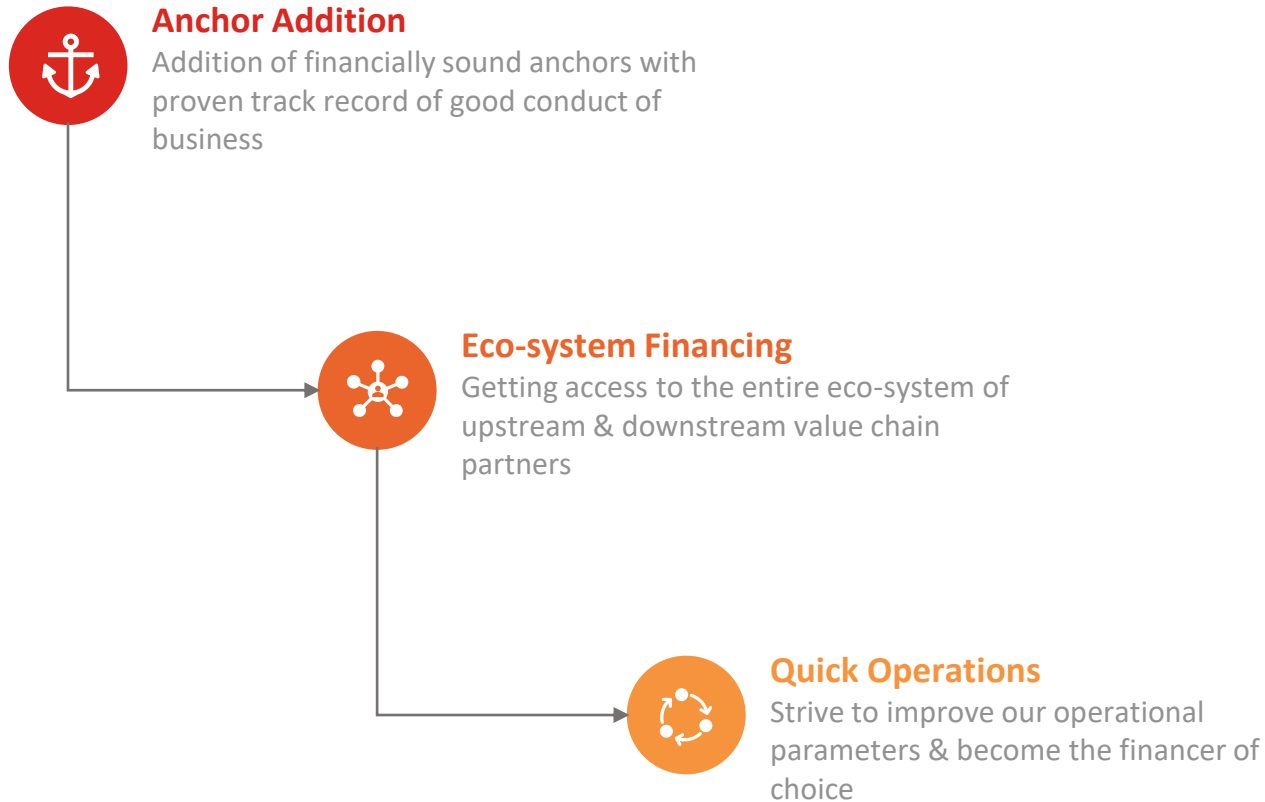 Anchor Addition
Addition of financially sound anchors with
proven track record of good conduct of
business
Eco-system Financing
Getting access to the entire eco-system of
upstream & downstream value chain
partners
Quick Operations
Strive to improve our operational
parameters & become the financer of
choice